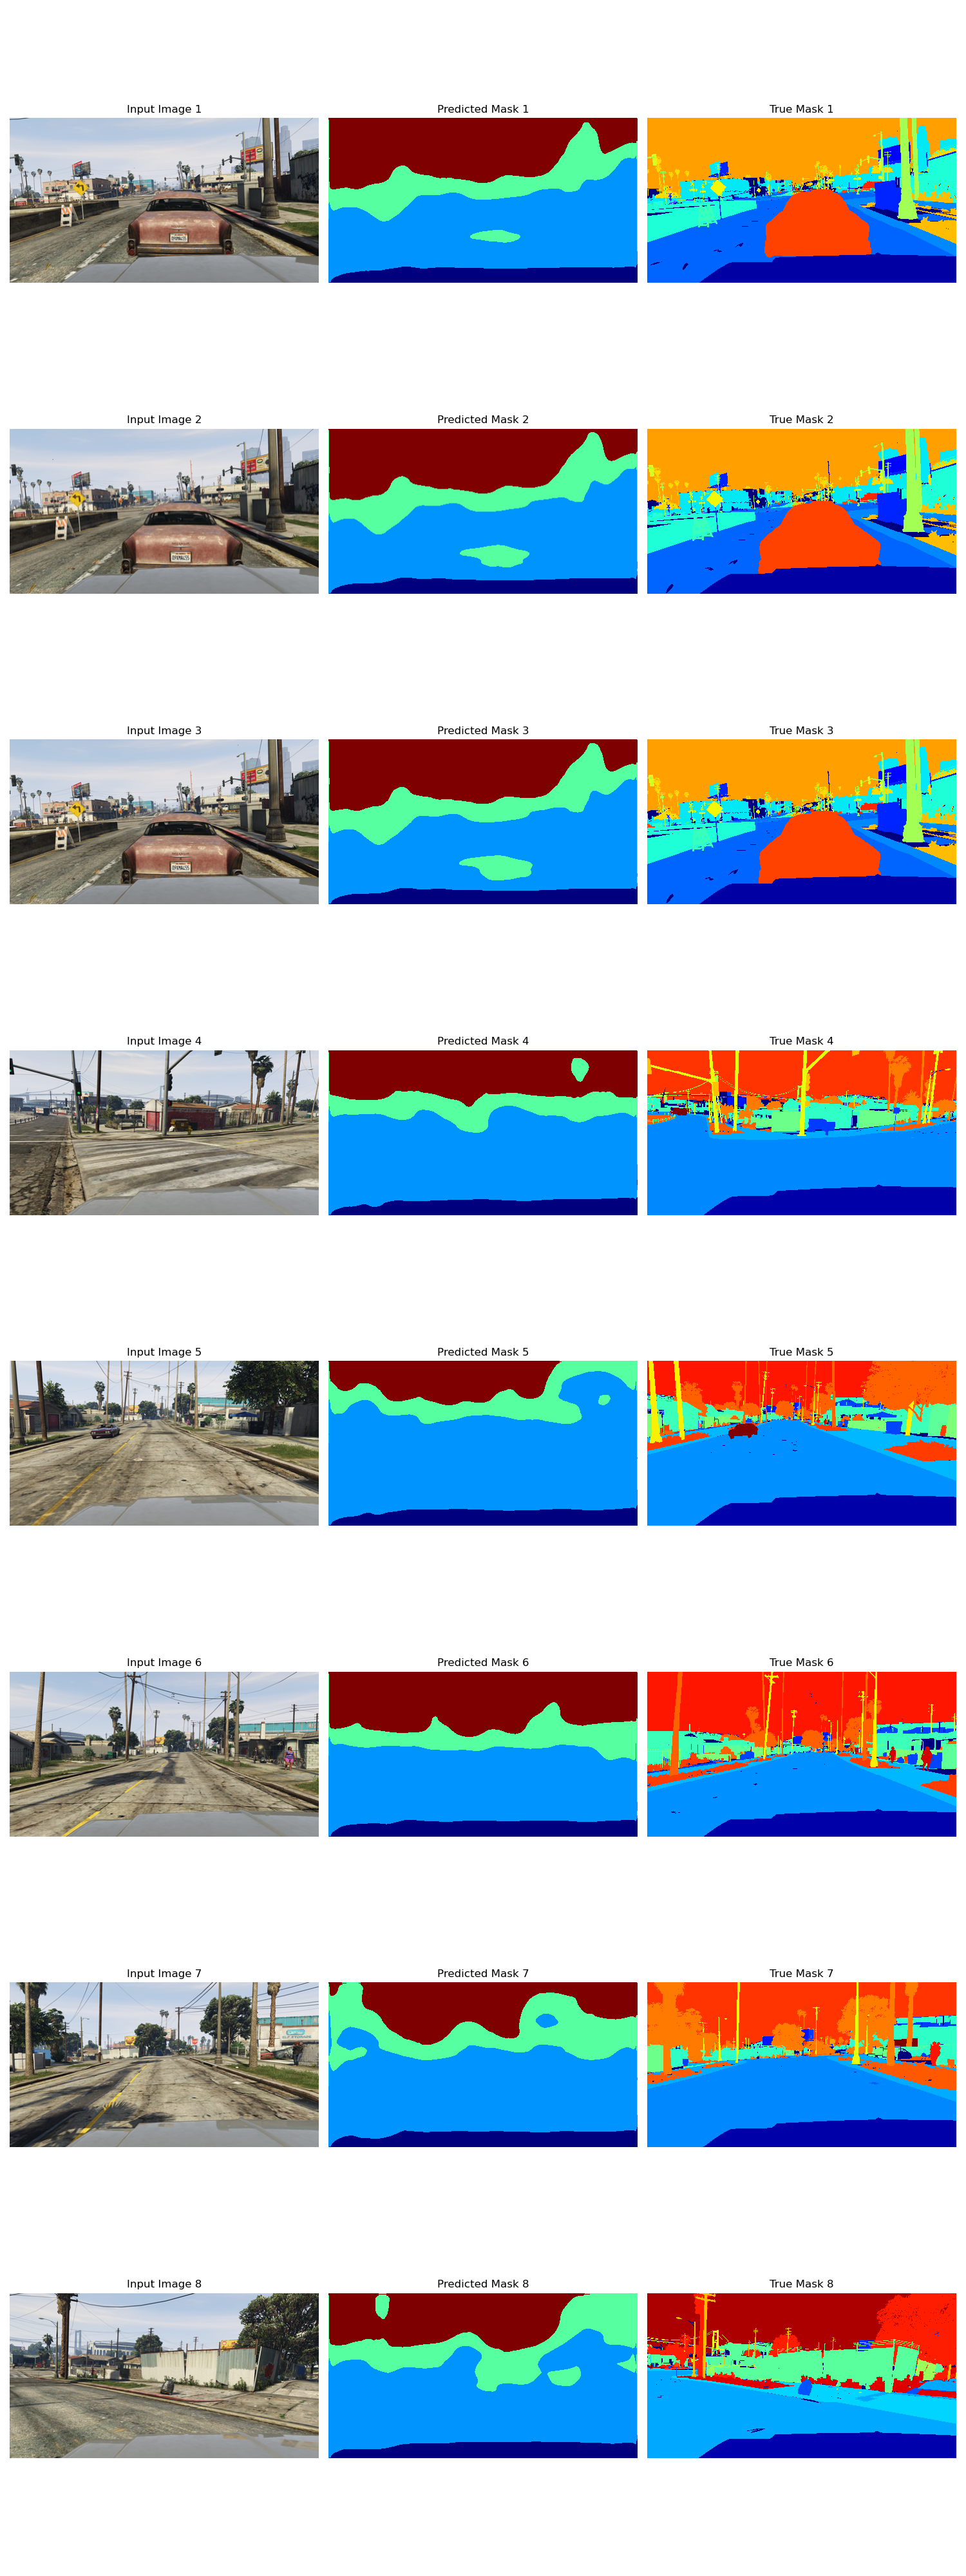 Input Image 1
Predicted Mask 1
True Mask 1
Input Image 2
Predicted Mask 2
True Mask 2
Input Image 3
Predicted Mask 3
True Mask 3
Input Image 4
Predicted Mask 4
True Mask 4
Input Image 5
Predicted Mask 5
True Mask 5
Input Image 6
Predicted Mask 6
True Mask 6
Input Image 7
Predicted Mask 7
True Mask 7
Input Image 8
Predicted Mask 8
True Mask 8